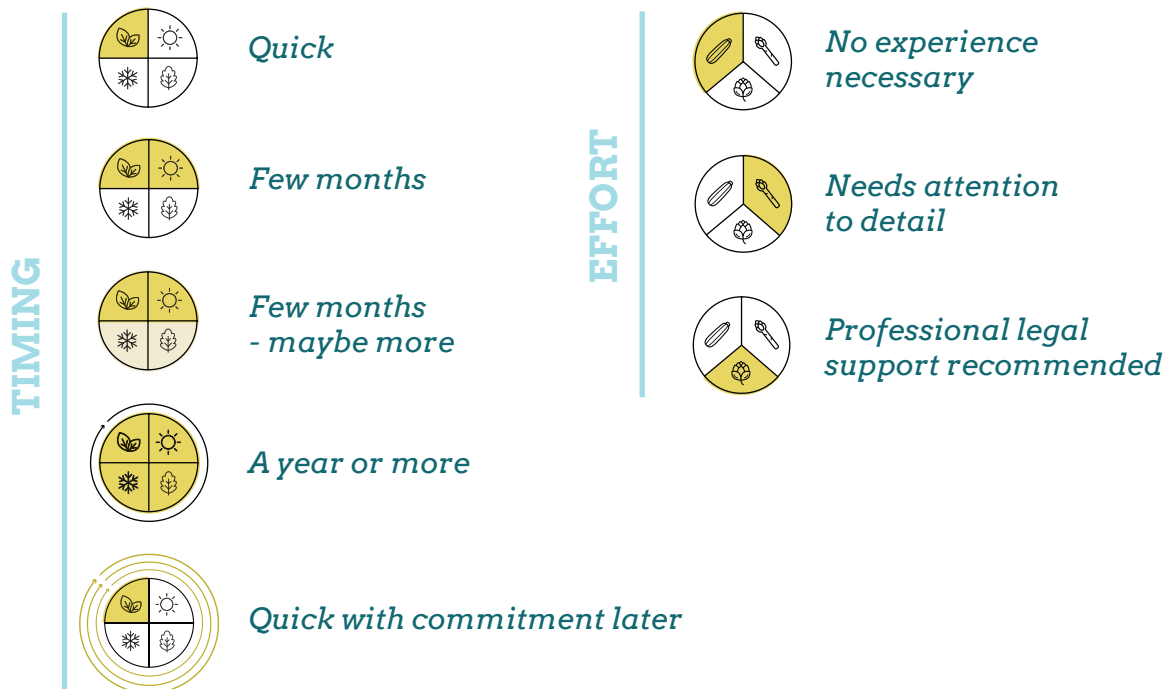 TIMING
Quick
Few months
Few months
- maybe more
A year or more
Quick with commitment later
EFFORT
No experience
necessary
Needs attention
to detail
Professional legal
support recommended